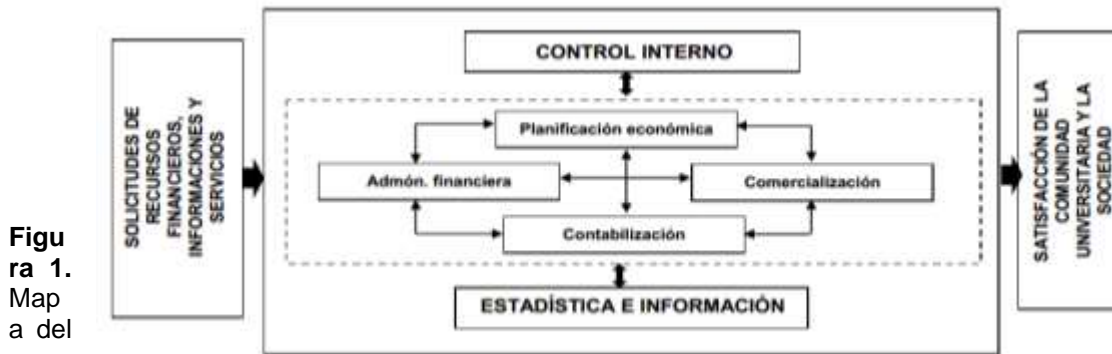 SOLICITUDES DE
RECURSOS
FINANCIEROS,
INFORMACIONES Y
SERVICIOS
CONTROL INTERNO
Planificación económica
Admón. financiera
Comercialización
Contabilización
ESTADÍSTICA E INFORMACIÓN
SATISFACCIÓN DE LA
COMUNIDAD
UNIVERSITARIA Y LA
SOCIEDAD
Figu
ra 1.
Map
a del